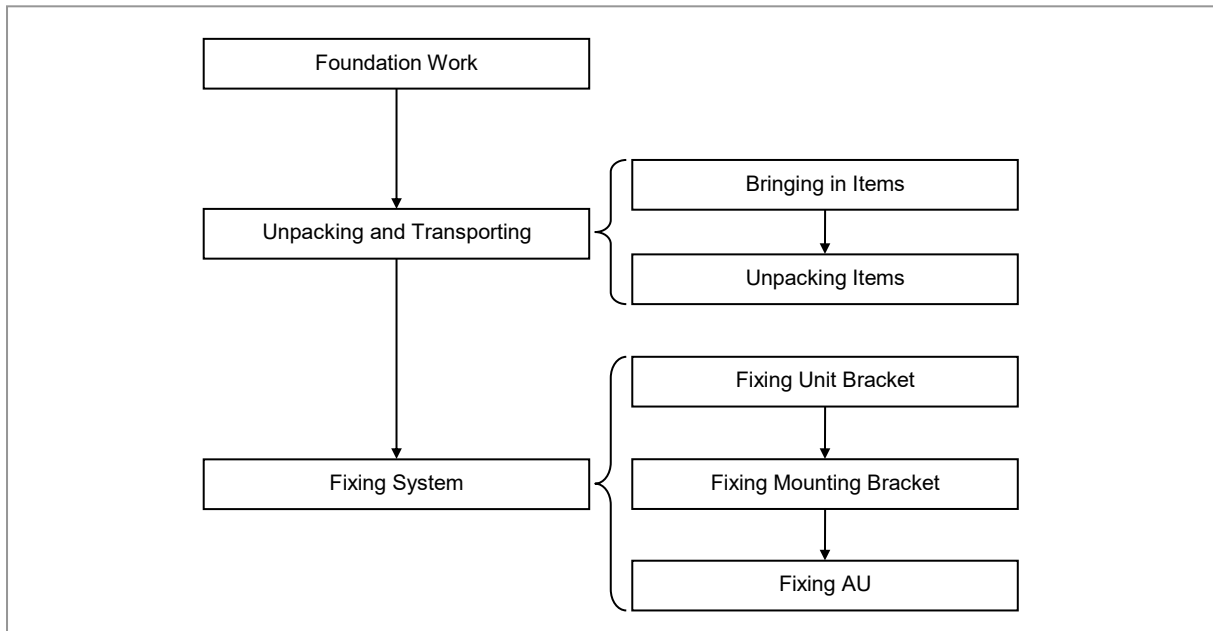 Foundation Work
Unpacking and Transporting
Bringing in Items
Unpacking Items
Fixing System
Fixing Unit Bracket
Fixing Mounting Bracket
Fixing AU